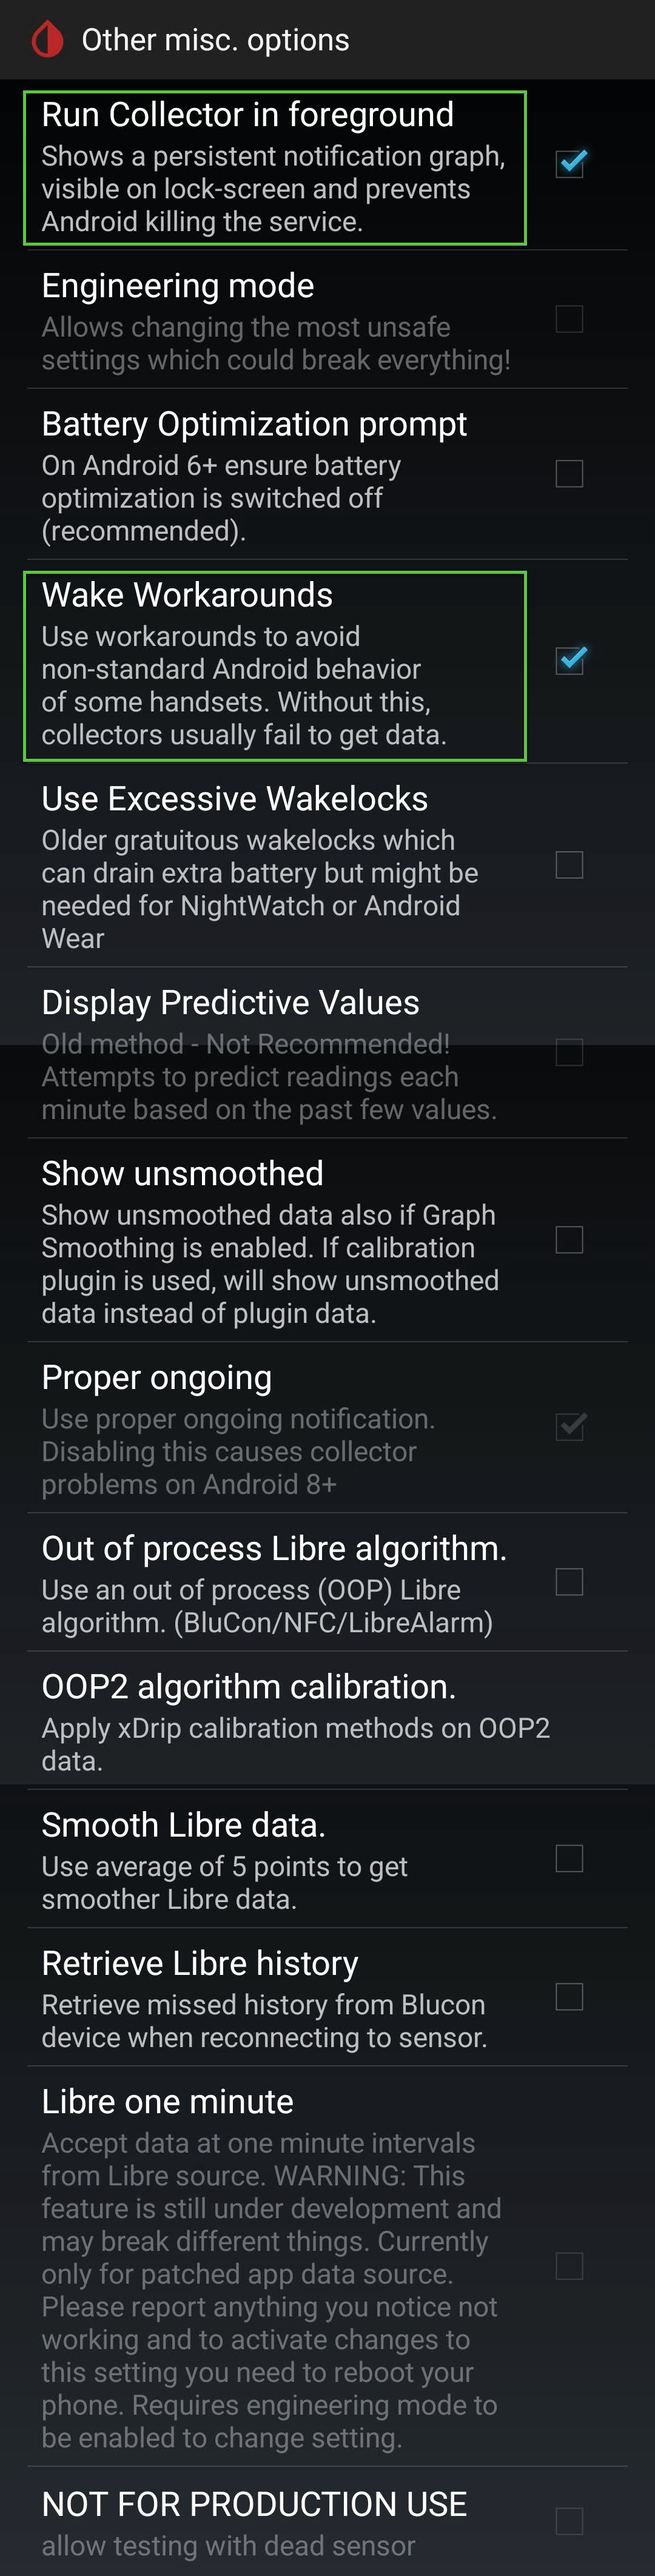 Other misc. options
Run Collector in foreground
Shows a persistent notification graph,
visible on lock-screen and prevents
Android killing the service.
Engineering mode
Allows changing the most unsafe
settings which could break everything!
Battery Optimization prompt
On Android 6+ ensure battery
optimization is switched off
(recommended).
Wake Workarounds
Use workarounds to avoid
non-standard Android behavior
of some handsets. Without this,
collectors usually fail to get data.
Use Excessive Wakelocks
Older gratuitous wakelocks which
can drain extra battery but might be
needed for NightWatch or Android
Wear
Display Predictive Values
Old method - Not Recommended!
Attempts to predict readings each
minute based on the past few values.
Show unsmoothed
Show unsmoothed data also if Graph
Smoothing is enabled. If calibration
plugin is used, will show unsmoothed
data instead of plugin data.
Proper ongoing
Use proper ongoing notification.
Disabling this causes collector
problems on Android 8+
Out of process Libre algorithm.
Use an out of process (OOP) Libre
algorithm. (BluCon/NFC/LibreAlarm)
OOP2 algorithm calibration.
Apply xDrip calibration methods on OOP2
data.
Smooth Libre data.
Use average of 5 points to get
smoother Libre data.
Retrieve Libre history
Retrieve missed history from Blucon
device when reconnecting to sensor.
Libre one minute
Accept data at one minute intervals
from Libre source. WARNING: This
feature is still under development and
may break different things. Currently
only for patched app data source.
Please report anything you notice not
working and to activate changes to
this setting you need to reboot your
phone. Requires engineering mode to
be enabled to change setting.
NOT FOR PRODUCTION USE
allow testing with dead sensor